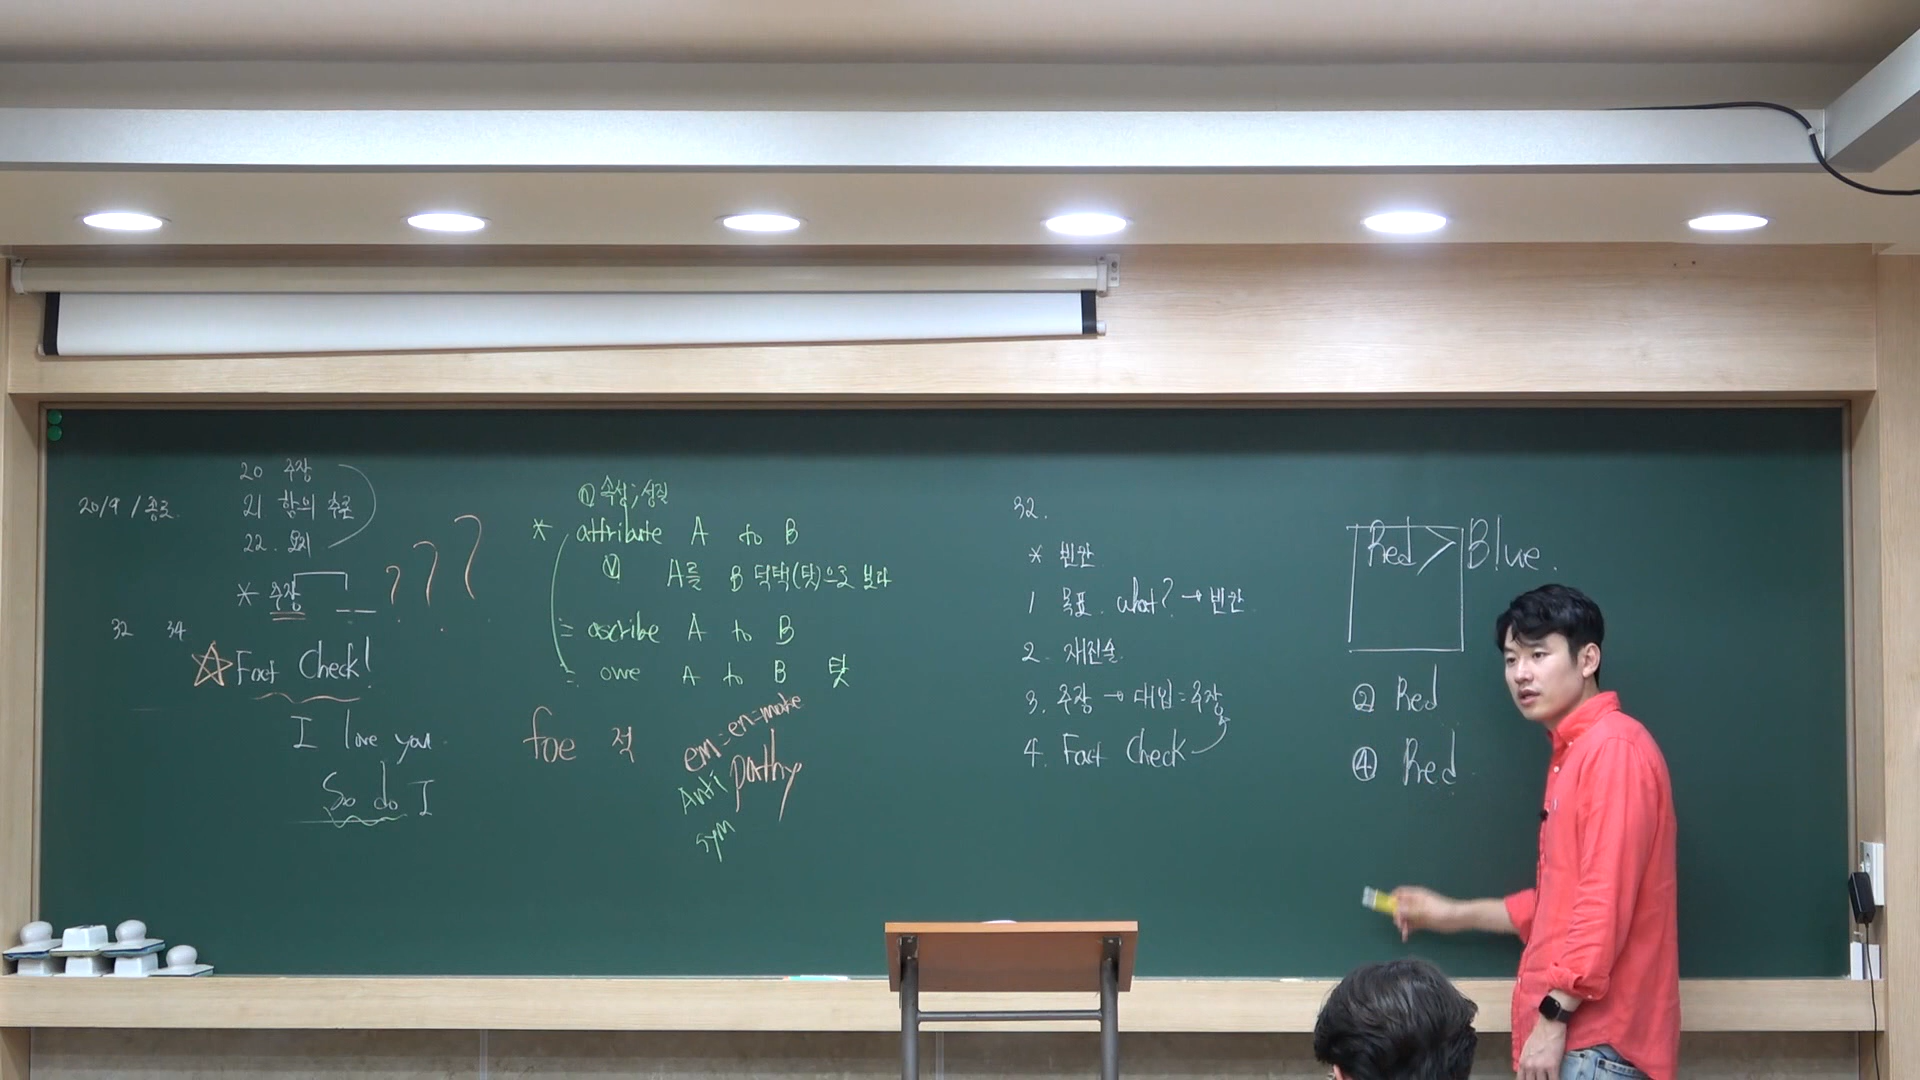 20/9 / 종로
20 주장
21 함의 추론
22. 요지
* 주장 ???
32 34
☆ Fact Check!
I love you.
So do I
ⓝ 속성; 성질
* attribute A to B
ⓥ A를 B 덕택(탓)으로 보다
= ascribe A to B
= owe A to B 탓
foe 적
em = en-make
Anti pathy
sym
32.
* 빈칸
1 목표. what? → 빈칸
2. 재진술
3. 주장 → 대입 = 주장
4. Fact Check
Red > Blue.
② Red
④ Red